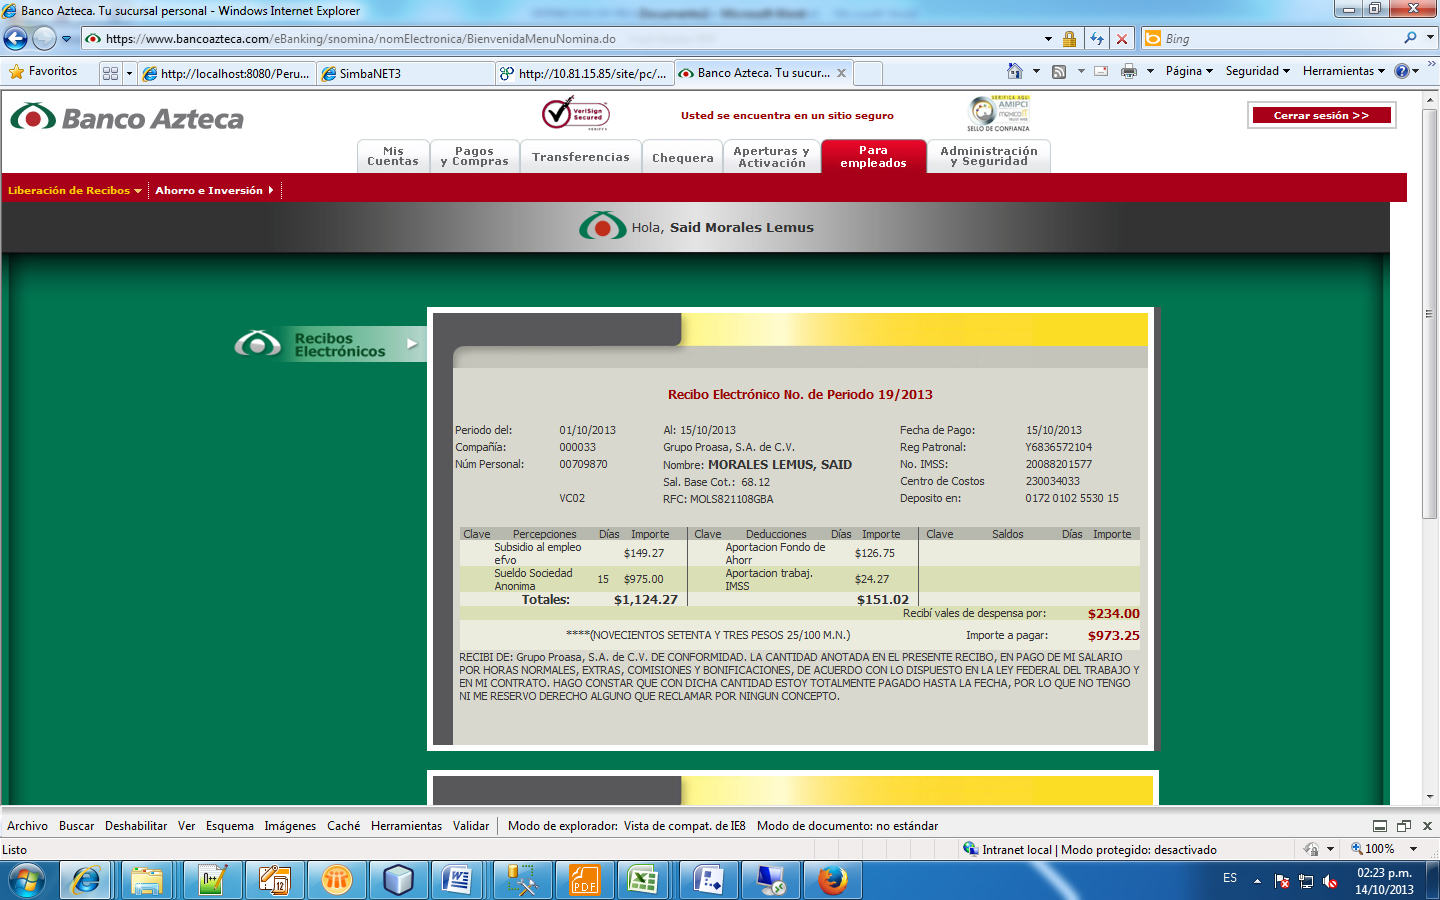 Banco Azteca. Tu sucursal personal - Windows Internet Explorer
https://www.bancoazteca.com/eBanking/snomina/nomElectronica/BienvenidaMenuNomina.do
Bing
Favoritos
http://localhost:8080/Peru...
SimbaNET3
http://10.81.15.85/site/pc/...
Banco Azteca. Tu sucur...
Página
Seguridad
Herramientas
Banco Azteca
VeriSign Secured
Usted se encuentra en un sitio seguro
AMIPCI
SELLO DE CONFIANZA
Cerrar sesión >>
Mis Cuentas
Pagos y Compras
Transferencias
Chequera
Aperturas y Activación
Para empleados
Administración y Seguridad
Liberación de Recibos
Ahorro e Inversión
Hola, Said Morales Lemus
Recibos
Electrónicos
Recibo Electrónico No. de Periodo 19/2013
Periodo del: 01/10/2013 Al: 15/10/2013 Fecha de Pago: 15/10/2013
Compañía: 000033 Grupo Proasa, S.A. de C.V. Reg Patronal: Y6836572104
Núm Personal: 00709870 Nombre: MORALES LEMUS, SAID No. IMSS: 20088201577
Sal. Base Cot.: 68.12 Centro de Costos 230034033
VC02 RFC: MOLS821108GBA Deposito en: 0172 0102 5530 15
Clave Percepciones Días Importe Clave Deducciones Días Importe Clave Saldos Días Importe
Subsidio al empleo efvo $149.27 Aportacion Fondo de Ahorr $126.75
Sueldo Sociedad Anonima 15 $975.00 Aportacion trabaj. IMSS $24.27
Totales: $1,124.27 $151.02
Recibí vales de despensa por: $234.00
****(NOVECIENTOS SETENTA Y TRES PESOS 25/100 M.N.) Importe a pagar: $973.25
RECIBI DE: Grupo Proasa, S.A. de C.V. DE CONFORMIDAD. LA CANTIDAD ANOTADA EN EL PRESENTE RECIBO, EN PAGO DE MI SALARIO
POR HORAS NORMALES, EXTRAS, COMISIONES Y BONIFICACIONES, DE ACUERDO CON LO DISPUESTO EN LA LEY FEDERAL DEL TRABAJO Y
EN MI CONTRATO. HAGO CONSTAR QUE CON DICHA CANTIDAD ESTOY TOTALMENTE PAGADO HASTA LA FECHA, POR LO QUE NO TENGO
NI ME RESERVO DERECHO ALGUNO QUE RECLAMAR POR NINGUN CONCEPTO.
Archivo Buscar Deshabilitar Ver Esquema Imágenes Caché Herramientas Validar Modo de explorador: Vista de compat. de IE8 Modo de documento: no estándar
Listo
Intranet local | Modo protegido: desactivado
100%
ES
02:23 p.m.
14/10/2013